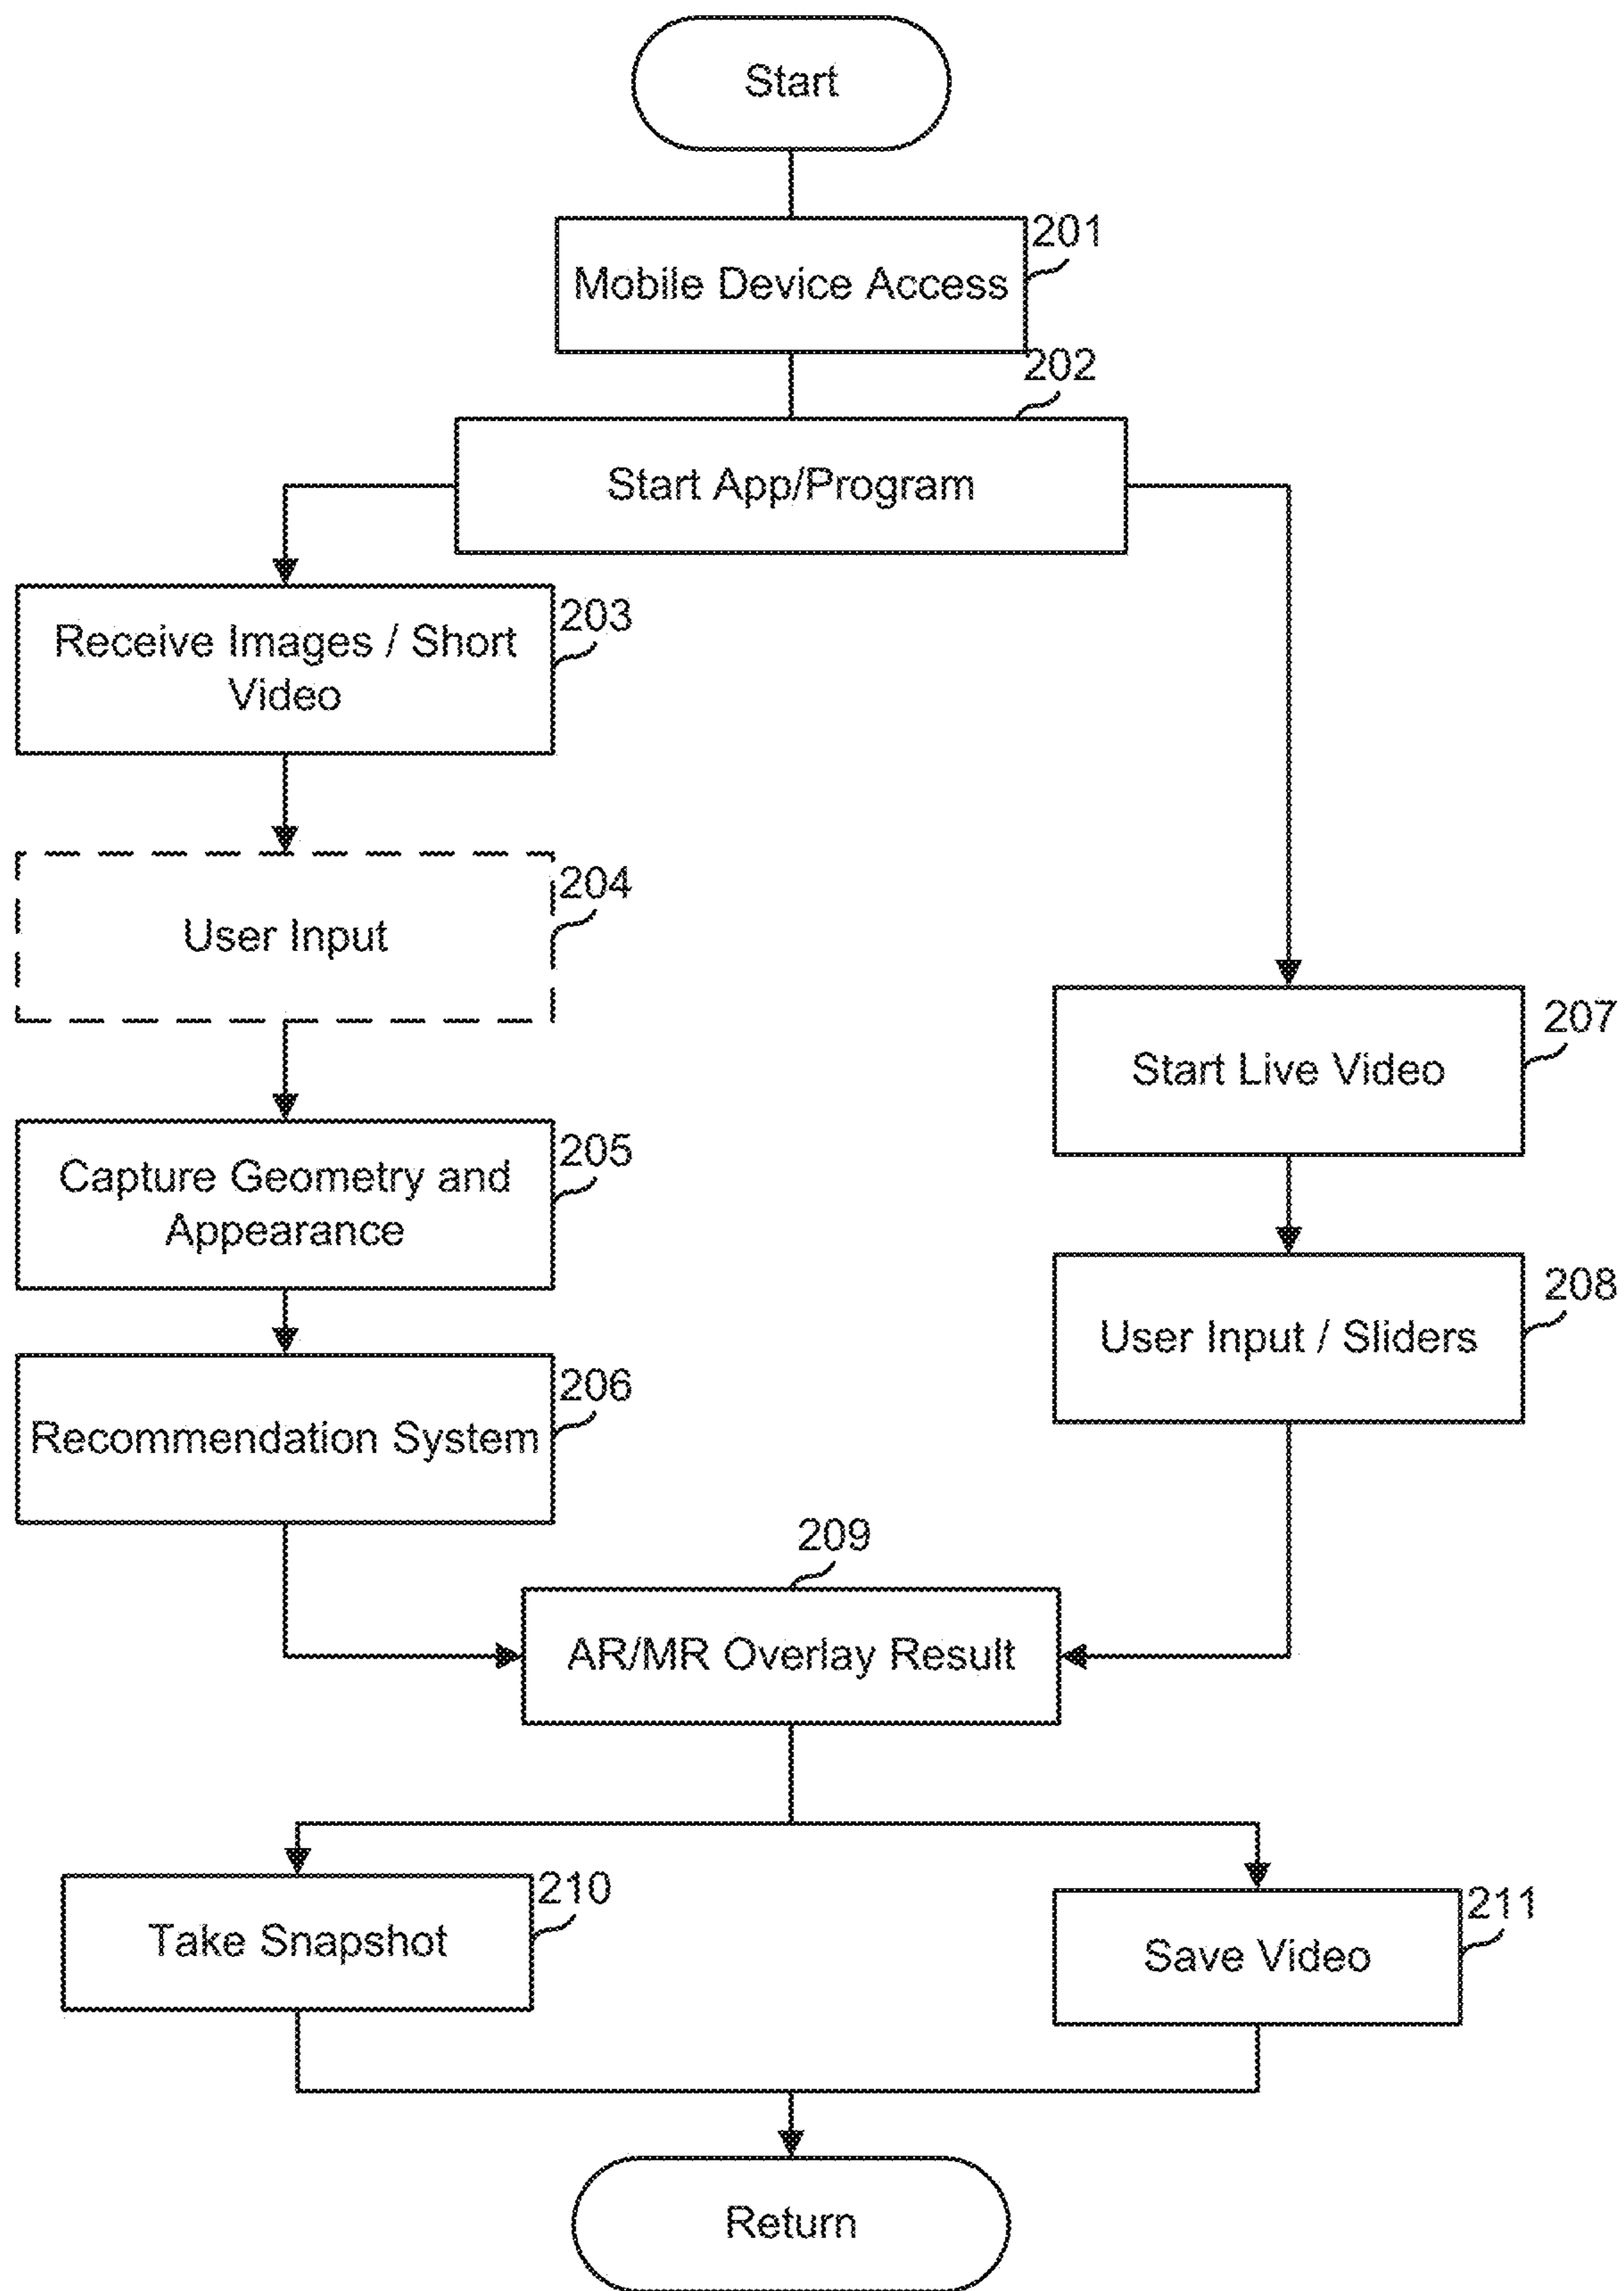 Start
201
Mobile Device Access
202
Start App/Program
203
Receive Images / Short
Video
204
User Input
205
Capture Geometry and
Appearance
206
Recommendation System
207
Start Live Video
208
User Input / Sliders
209
AR/MR Overlay Result
210
Take Snapshot
211
Save Video
Return